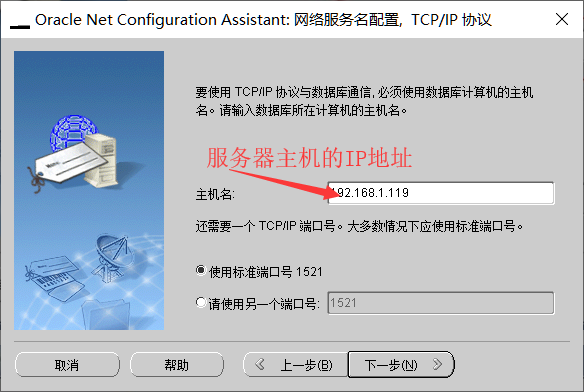 Oracle Net Configuration Assistant: 网络服务名配置, TCP/IP 协议
要使用 TCP/IP 协议与数据库通信, 必须使用数据库计算机的主机
名。请输入数据库所在计算机的主机名。
服务器主机的IP地址
主机名: 192.168.1.119
还需要一个 TCP/IP 端口号。大多数情况下应使用标准端口号。
使用标准端口号 1521
请使用另一个端口号: 1521
取消 帮助 上一步(B) 下一步(N)